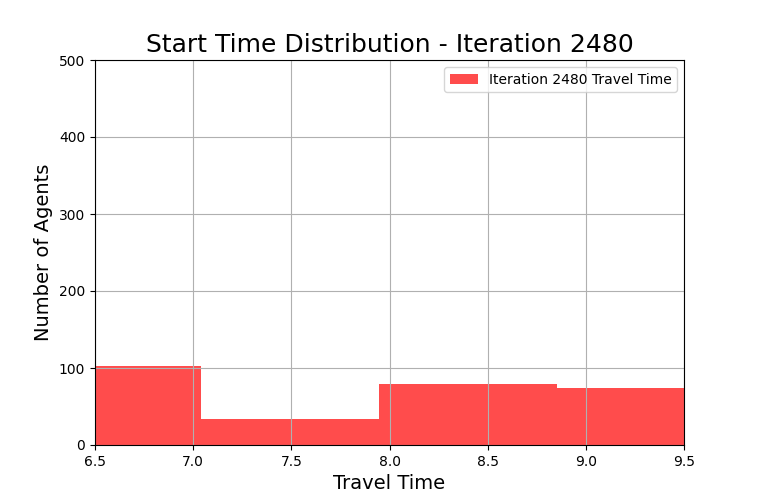 Start Time Distribution - Iteration 2480
Iteration 2480 Travel Time
Number of Agents
500
400
300
200
100
0
6.5 7.0 7.5 8.0 8.5 9.0 9.5
Travel Time